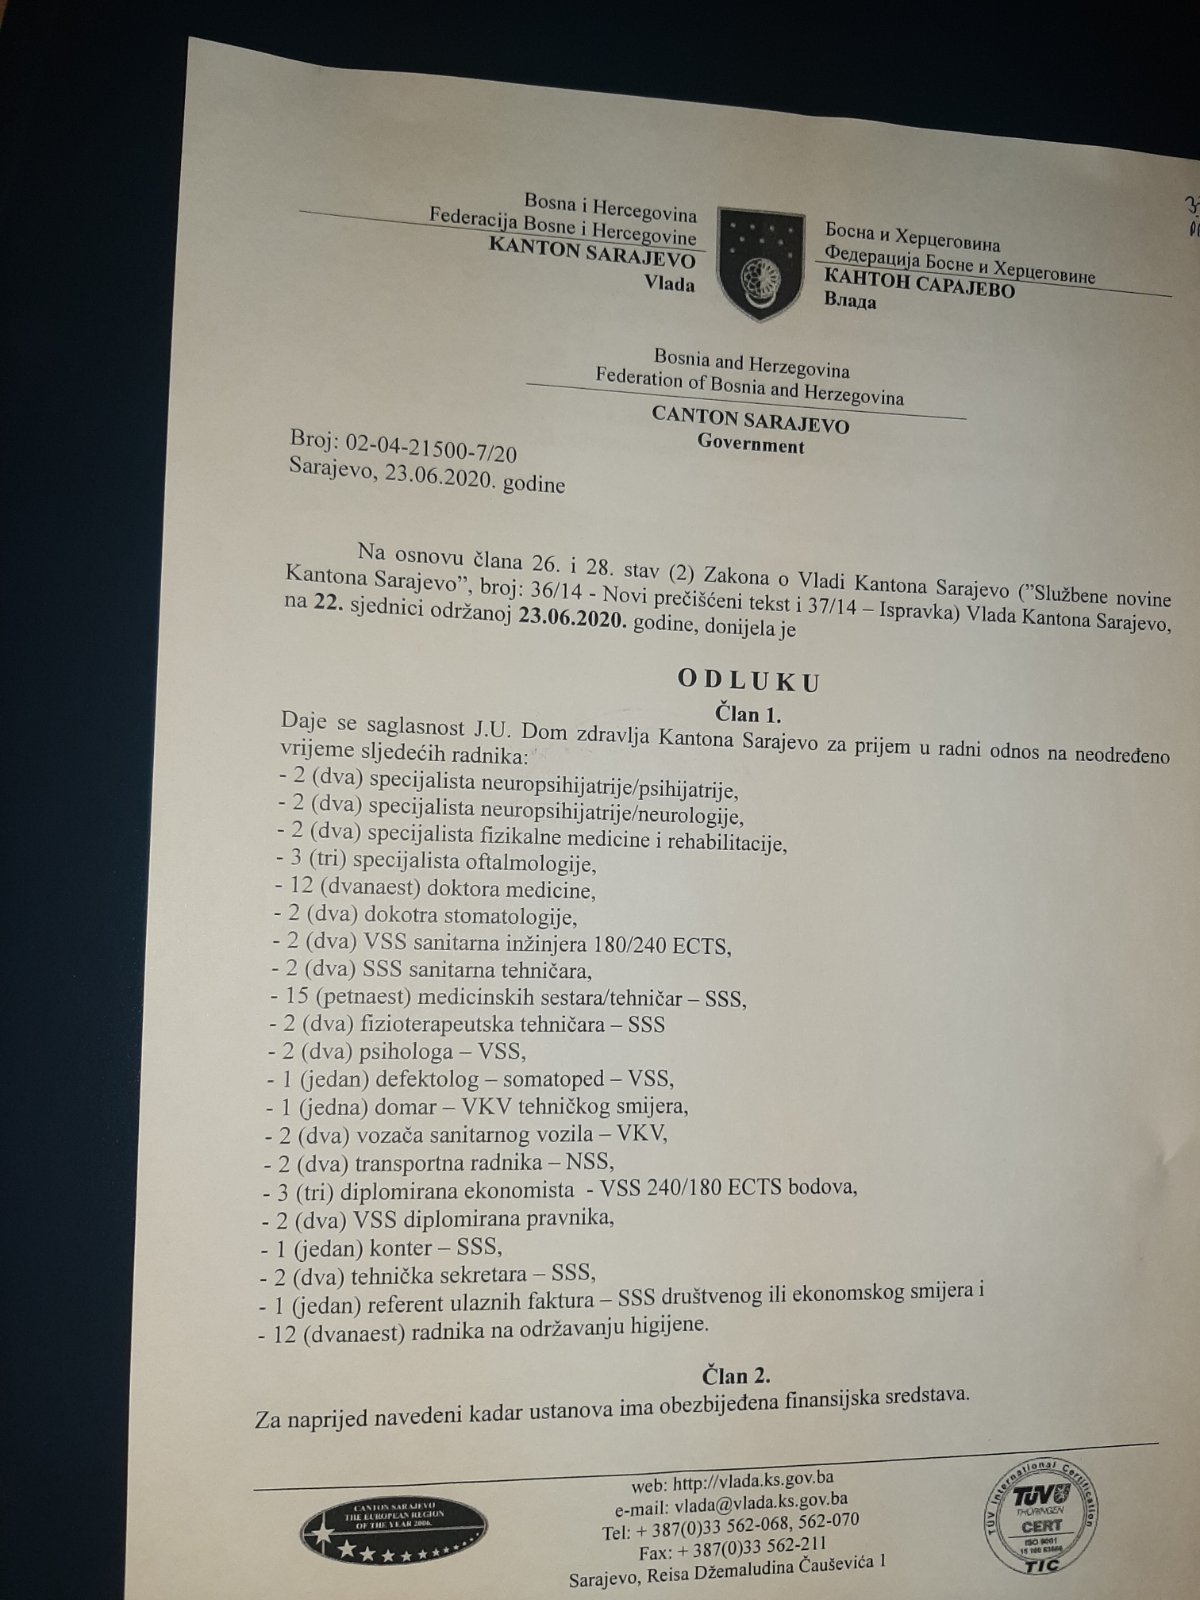 Bosna i Hercegovina
Federacija Bosne i Hercegovine
KANTON SARAJEVO
Vlada
Босна и Херцеговина
Федерација Босне и Херцеговине
КАНТОН САРАЈЕВО
Влада
Bosnia and Herzegovina
Federation of Bosnia and Herzegovina
CANTON SARAJEVO
Government
Broj: 02-04-21500-7/20
Sarajevo, 23.06.2020. godine
Na osnovu člana 26. i 28. stav (2) Zakona o Vladi Kantona Sarajevo (”Službene novine
Kantona Sarajevo”, broj: 36/14 - Novi prečišćeni tekst i 37/14 – Ispravka) Vlada Kantona Sarajevo,
na 22. sjednici održanoj 23.06.2020. godine, donijela je
O D L U K U
Član 1.
Daje se saglasnost J.U. Dom zdravlja Kantona Sarajevo za prijem u radni odnos na neodređeno
vrijeme sljedećih radnika:
- 2 (dva) specijalista neuropsihijatrije/psihijatrije,
- 2 (dva) specijalista neuropsihijatrije/neurologije,
- 2 (dva) specijalista fizikalne medicine i rehabilitacije,
- 3 (tri) specijalista oftalmologije,
- 12 (dvanaest) doktora medicine,
- 2 (dva) dokotra stomatologije,
- 2 (dva) VSS sanitarna inžinjera 180/240 ECTS,
- 2 (dva) SSS sanitarna tehničara,
- 15 (petnaest) medicinskih sestara/tehničar – SSS,
- 2 (dva) fizioterapeutska tehničara – SSS
- 2 (dva) psihologa – VSS,
- 1 (jedan) defektolog – somatoped – VSS,
- 1 (jedna) domar – VKV tehničkog smijera,
- 2 (dva) vozača sanitarnog vozila – VKV,
- 2 (dva) transportna radnika – NSS,
- 3 (tri) diplomirana ekonomista - VSS 240/180 ECTS bodova,
- 2 (dva) VSS diplomirana pravnika,
- 1 (jedan) konter – SSS,
- 2 (dva) tehnička sekretara – SSS,
- 1 (jedan) referent ulaznih faktura – SSS društvenog ili ekonomskog smijera i
- 12 (dvanaest) radnika na održavanju higijene.
Član 2.
Za naprijed navedeni kadar ustanova ima obezbijeđena finansijska sredstava.
CANTON SARAJEVO
THE EUROPEAN REGION
OF THE YEAR 2006.
web: http://vlada.ks.gov.ba
e-mail: vlada@vlada.ks.gov.ba
Tel: + 387(0)33 562-068, 562-070
Fax: + 387(0)33 562-211
Sarajevo, Reisa Džemaludina Čauševića 1
TÜV International Certification
TÜV
THÜRINGEN
CERT
ISO 9001
TIC